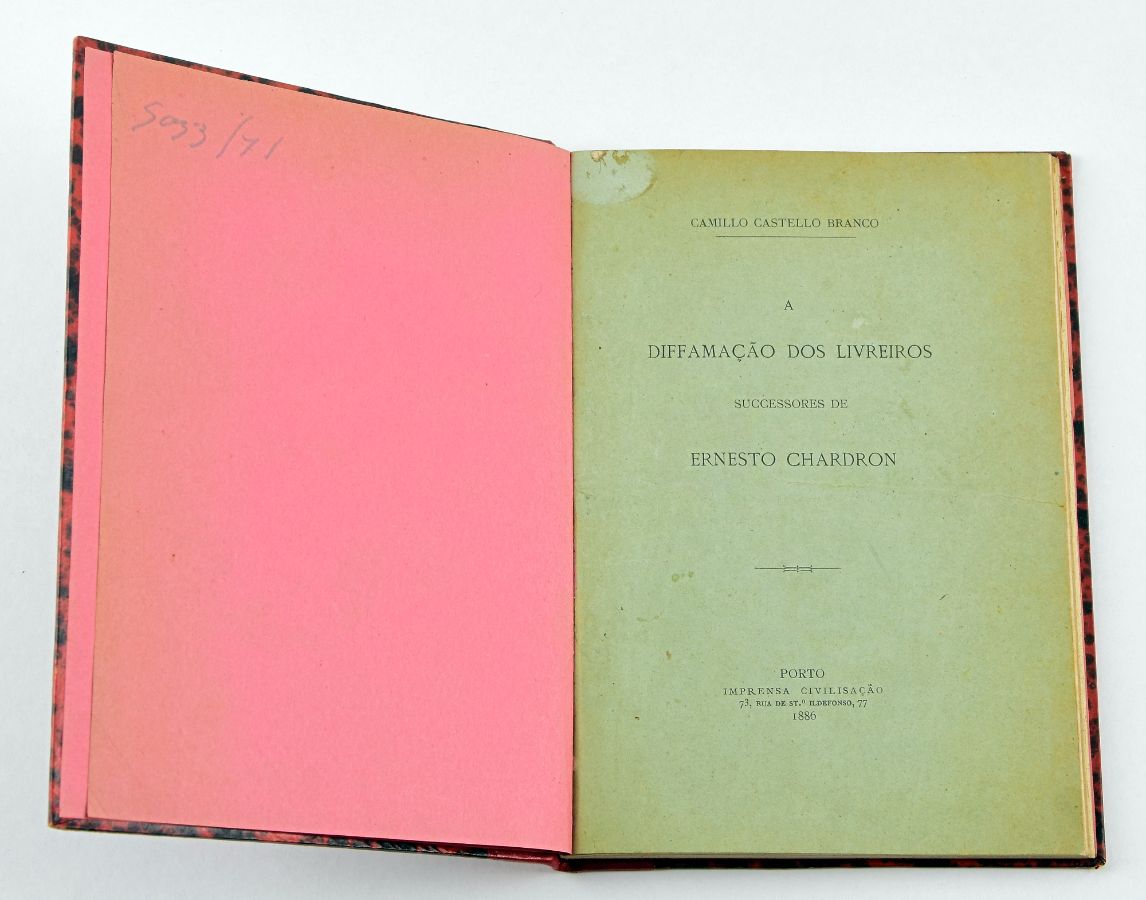 5093/71
CAMILLO CASTELLO BRANCO
A
DIFFAMAÇÃO DOS LIVREIROS
SUCCESSORES DE
ERNESTO CHARDRON
PORTO
IMPRENSA CIVILISAÇÃO
73, RUA DE ST.º ILDEFONSO, 77
1886